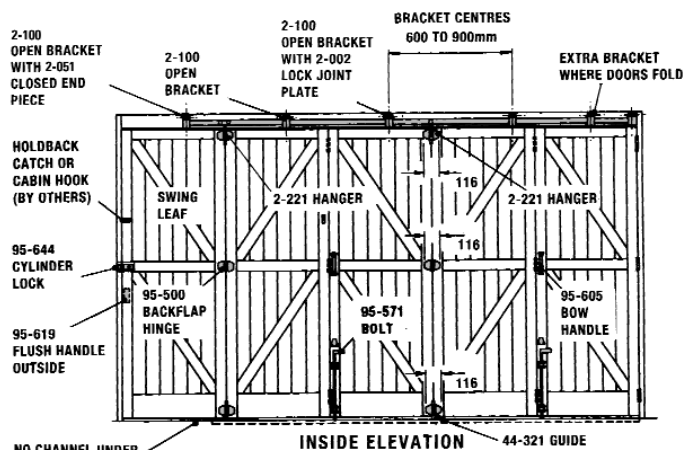 2-100
OPEN BRACKET
WITH 2-051
CLOSED END
PIECE
2-100
OPEN
BRACKET
2-100
OPEN BRACKET
WITH 2-002
LOCK JOINT
PLATE
BRACKET CENTRES
600 TO 900mm
EXTRA BRACKET
WHERE DOORS FOLD
HOLDBACK
CATCH OR
CABIN HOOK
(BY OTHERS)
SWING
LEAF
2-221 HANGER
116
2-221 HANGER
116
95-644
CYLINDER
LOCK
95-500
BACKFLAP
HINGE
95-571
BOLT
95-605
BOW
HANDLE
95-619
FLUSH HANDLE
OUTSIDE
116
NO CHANNEL UNDER
INSIDE ELEVATION
44-321 GUIDE